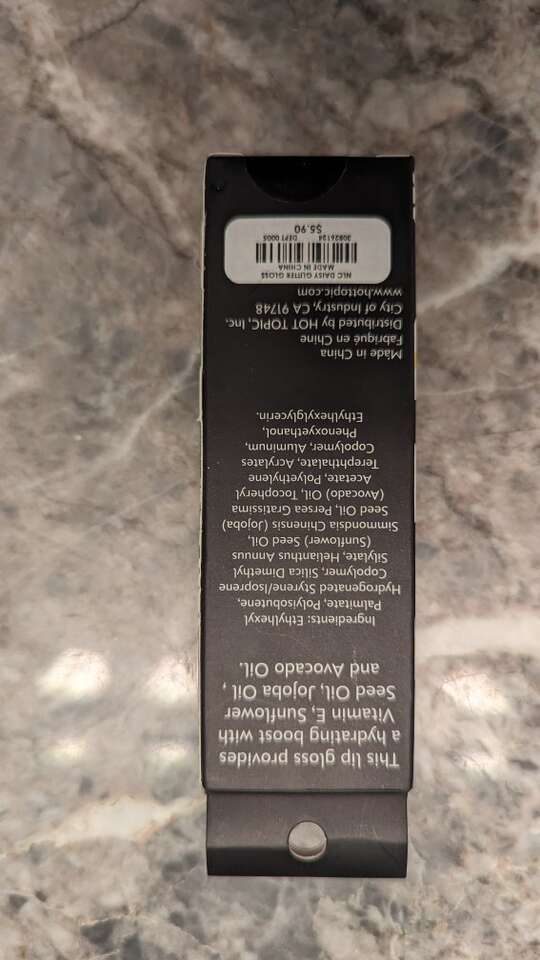 This lip gloss provides
a hydrating boost with
Vitamin E, Sunflower
Seed Oil, Jojoba Oil ,
and Avocado Oil.
Ingredients: Ethylhexyl
Palmitate, Polyisobutene,
Hydrogenated Styrene/Isoprene
Copolymer, Silica Dimethyl
Silylate, Helianthus Annuus
(Sunflower) Seed Oil,
Simmondsia Chinensis (Jojoba)
Seed Oil, Persea Gratissima
(Avocado) Oil, Tocopheryl
Acetate, Polyethylene
Terephthalate, Acrylates
Copolymer, Aluminum,
Phenoxyethanol,
Ethylhexylglycerin.
Made in China
Fabriqué en Chine
Distributed by HOT TOPIC, Inc.
City of Industry, CA 91748
www.hottopic.com
NLC DAISY GLITTER GLOSS
MADE IN CHINA
30826124 DEPT 0005
$5.90